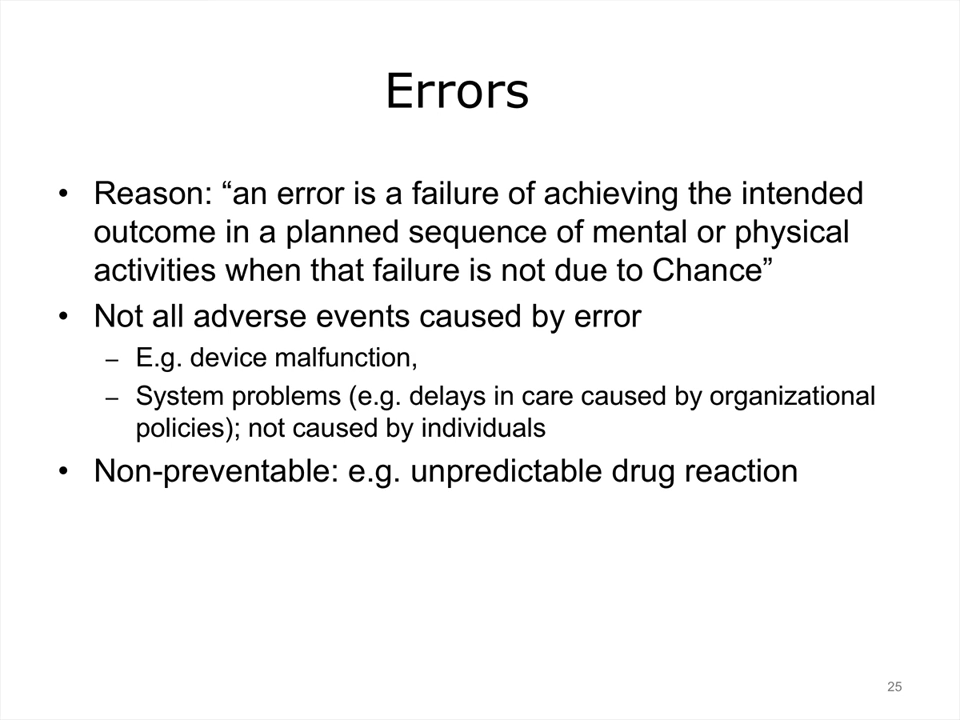 Errors
• Reason: “an error is a failure of achieving the intended
outcome in a planned sequence of mental or physical
activities when that failure is not due to Chance”
• Not all adverse events caused by error
– E.g. device malfunction,
– System problems (e.g. delays in care caused by organizational
policies); not caused by individuals
• Non-preventable: e.g. unpredictable drug reaction
25